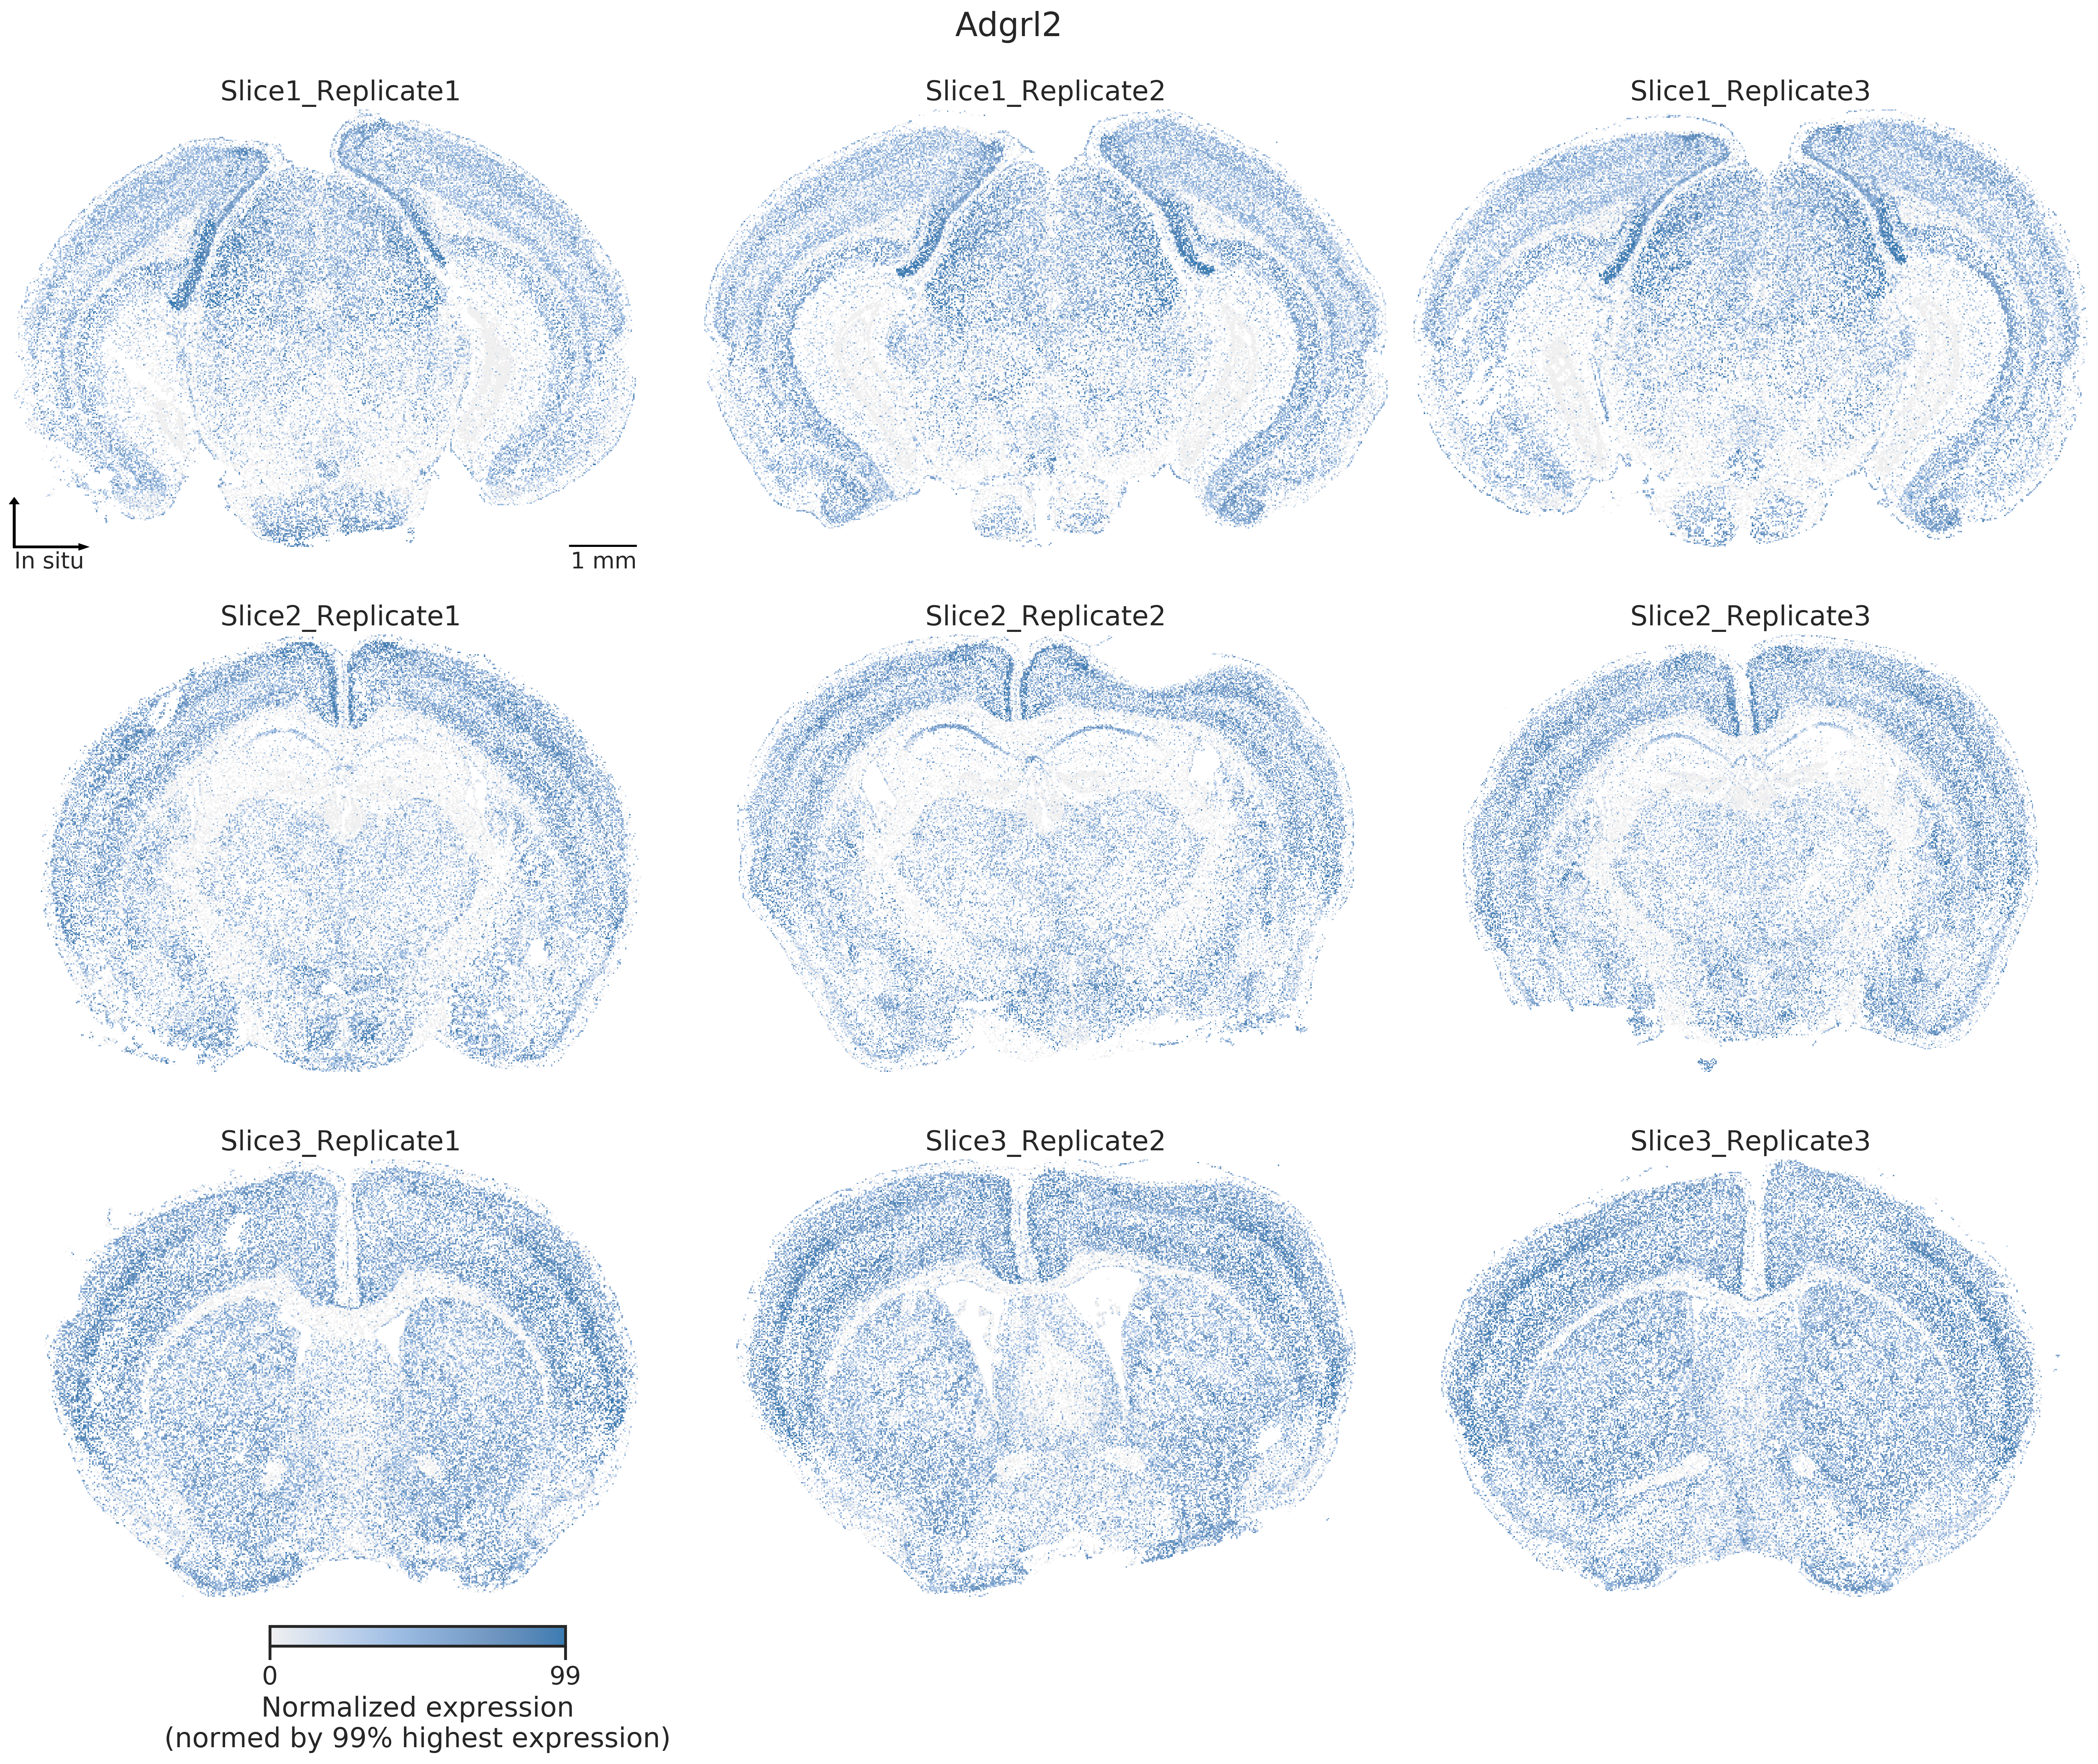 Adgrl2
Slice1_Replicate1
Slice1_Replicate2
Slice1_Replicate3
In situ
1 mm
Slice2_Replicate1
Slice2_Replicate2
Slice2_Replicate3
Slice3_Replicate1
Slice3_Replicate2
Slice3_Replicate3
0
99
Normalized expression
(normed by 99% highest expression)